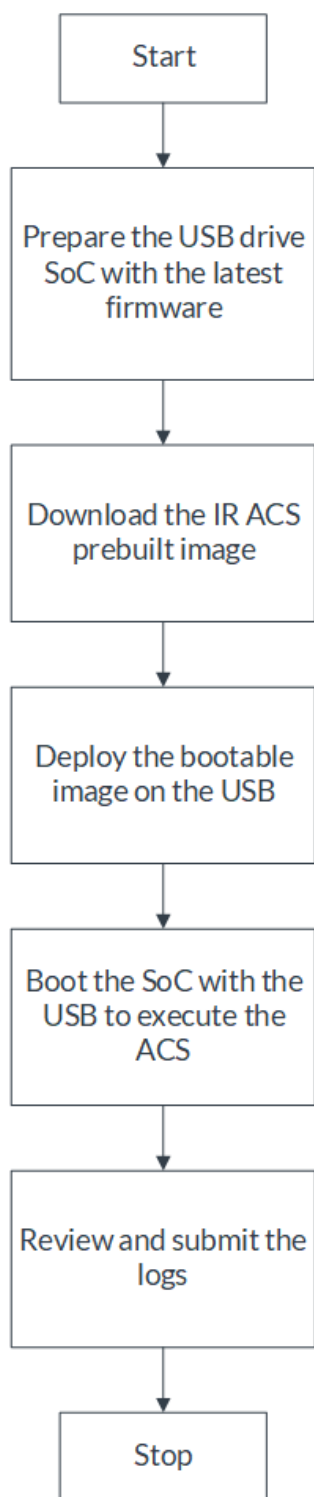 Start
Prepare the USB drive
SoC with the latest
firmware
Download the IR ACS
prebuilt image
Deploy the bootable
image on the USB
Boot the SoC with the
USB to execute the
ACS
Review and submit the
logs
Stop